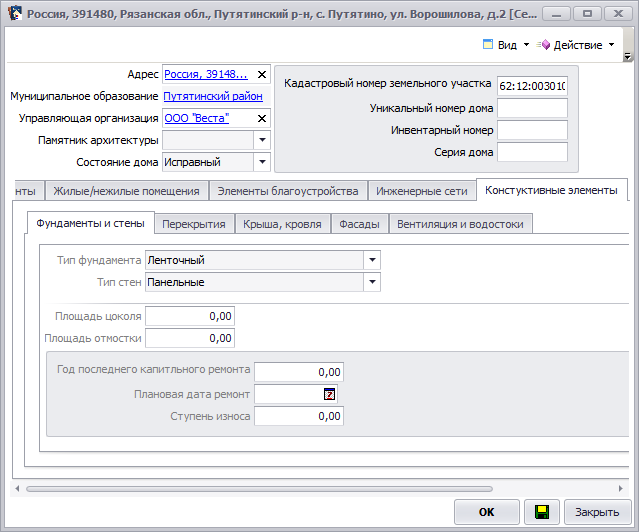 Россия, 391480, Рязанская обл., Путятинский р-н, с. Путятино, ул. Ворошилова, д.2 [Се...
Вид Действие
Адрес Россия, 39148...
Муниципальное образование Путятинский район
Управляющая организация ООО "Веста"
Памятник архитектуры
Состояние дома Исправный
Кадастровый номер земельного участка 62:12:003010
Уникальный номер дома
Инвентарный номер
Серия дома
нты Жилые/нежилые помещения Элементы благоустройства Инженерные сети Констуктивные элементы
Фундаменты и стены Перекрытия Крыша, кровля Фасады Вентиляция и водостоки
Тип фундамента Ленточный
Тип стен Панельные
Площадь цоколя 0,00
Площадь отмостки 0,00
Год последнего капитльного ремонта 0,00
Плановая дата ремонт
Ступень износа 0,00
OK Закрыть